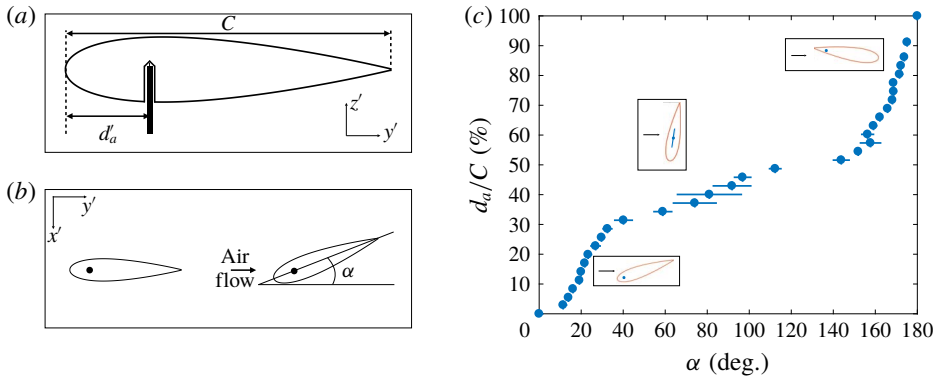 (a)
C
d′a
z′
y′
(b)
y′
x′
Air
flow
α
(c)
100
90
80
70
60
50
40
30
20
10
0
20
40
60
80
100
120
140
160
180
da/C (%)
α (deg.)